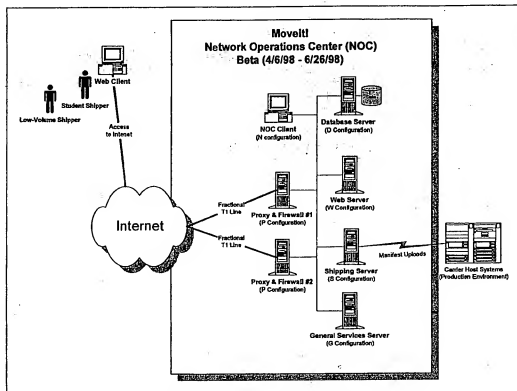 MoveIt!
Network Operations Center (NOC)
Beta (4/6/98 - 6/26/98)
Web Client
Student Shipper
Low-Volume Shipper
Access
to Internet
NOC Client
(N configuration)
Database Server
(D Configuration)
Fractional
T1 Line
Internet
Proxy & Firewall #1
(P Configuration)
Web Server
(W Configuration)
Fractional
T1 Line
Proxy & Firewall #2
(P Configuration)
Shipping Server
(S Configuration)
Manifest Uploads
Carrier Host Systems
(Production Environment)
General Services Server
(G Configuration)